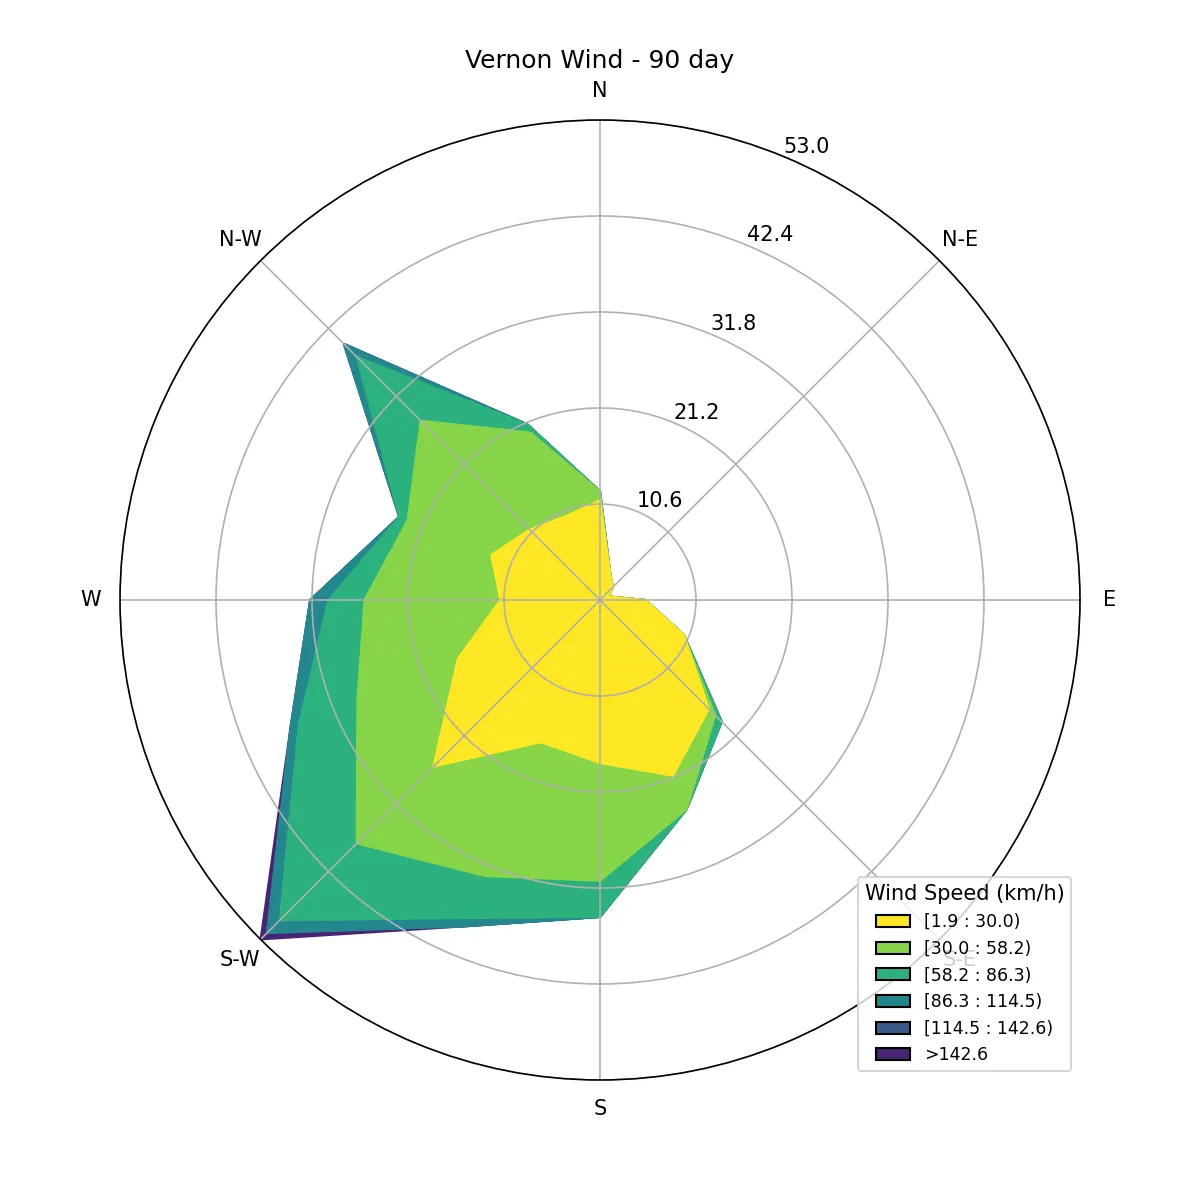 Vernon Wind - 90 day
N
53.0
N-W
42.4
N-E
31.8
21.2
10.6
W
E
S-W
S-E
S
Wind Speed (km/h)
[1.9 : 30.0)
[30.0 : 58.2)
[58.2 : 86.3)
[86.3 : 114.5)
[114.5 : 142.6)
>142.6